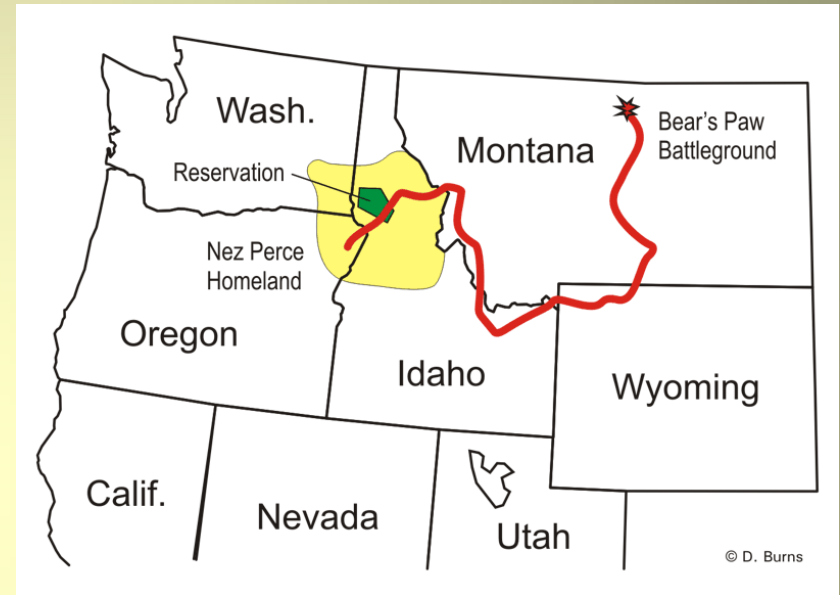 Wash.
Reservation
Montana
Bear's Paw
Battleground
Nez Perce
Homeland
Oregon
Idaho
Wyoming
Calif.
Nevada
Utah
© D. Burns